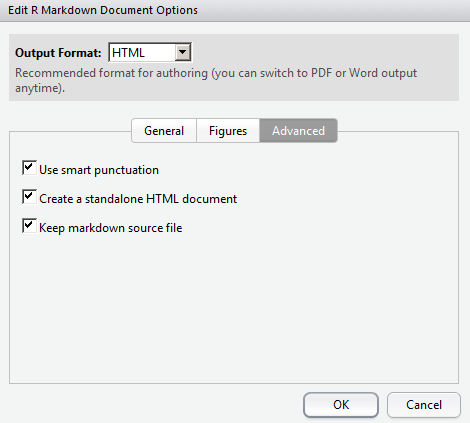 Edit R Markdown Document Options
Output Format: HTML
Recommended format for authoring (you can switch to PDF or Word output
anytime).
General Figures Advanced
Use smart punctuation
Create a standalone HTML document
Keep markdown source file
OK Cancel